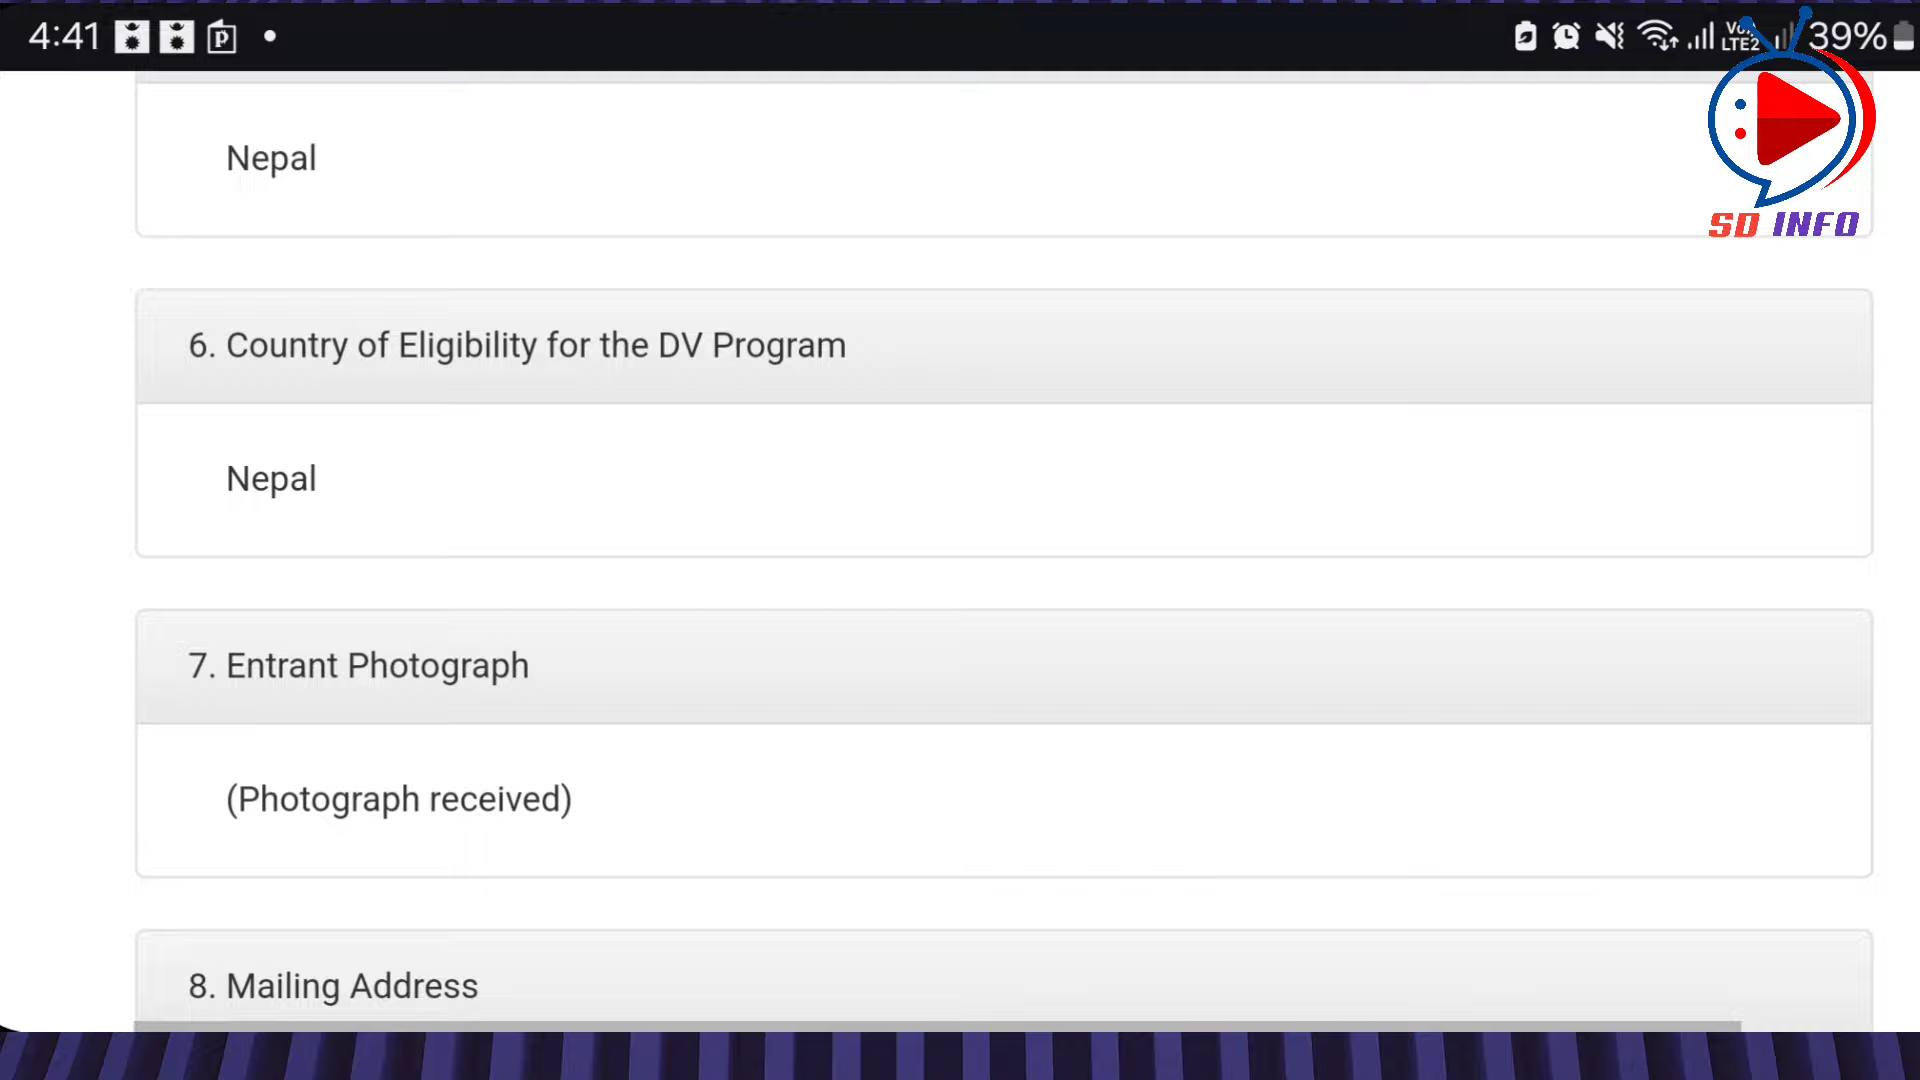 4:41
39%
Nepal
SD INFO
6. Country of Eligibility for the DV Program
Nepal
7. Entrant Photograph
(Photograph received)
8. Mailing Address